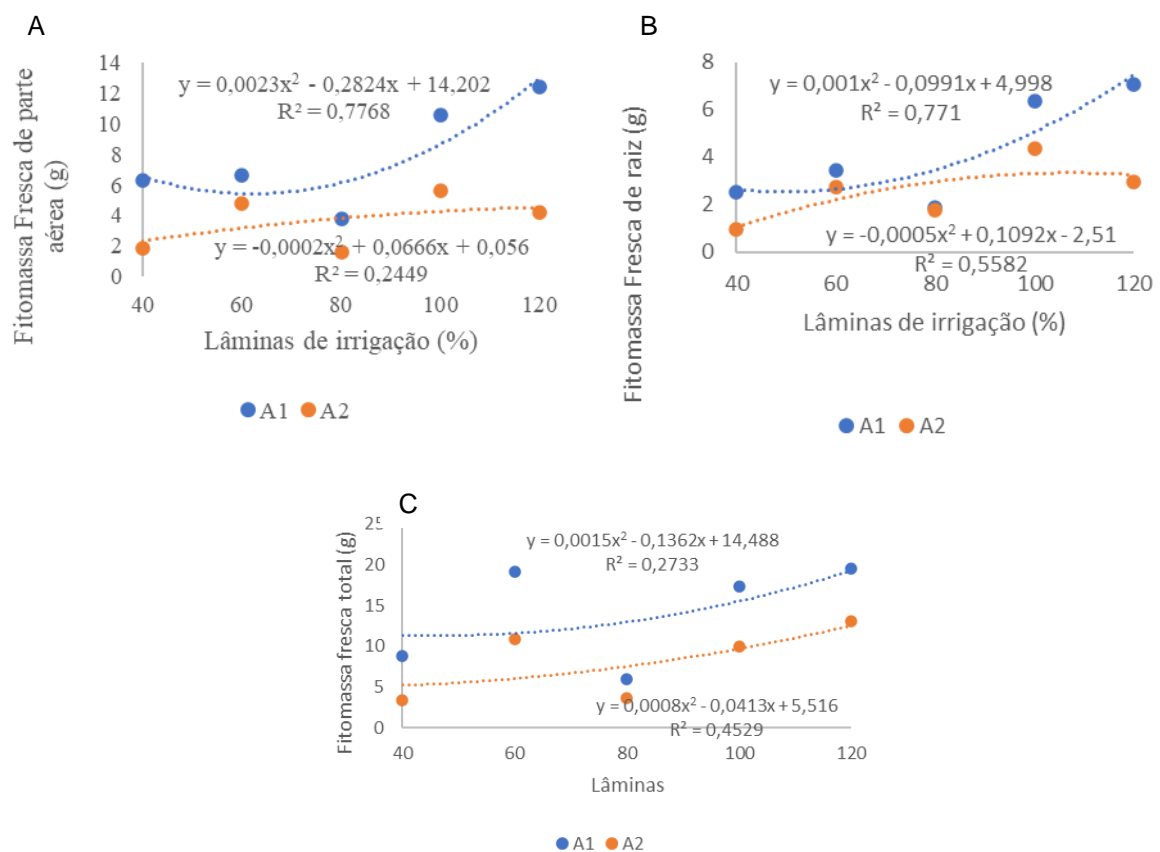 A
Fitomassa Fresca de parte
aérea (g)
14
12
10
8
6
4
2
0
y = 0,0023x² - 0,2824x + 14,202
R² = 0,7768
y = -0,0002x² + 0,0666x + 0,056
R² = 0,2449
40 60 80 100 120
Lâminas de irrigação (%)
A1 A2
B
Fitomassa Fresca de raiz (g)
8
6
4
2
0
y = 0,001x² - 0,0991x + 4,998
R² = 0,771
y = -0,0005x² + 0,1092x - 2,51
R² = 0,5582
40 60 80 100 120
Lâminas de irrigação (%)
A1 A2
C
Fitomassa fresca total (g)
25
20
15
10
5
0
y = 0,0015x² - 0,1362x + 14,488
R² = 0,2733
y = 0,0008x² - 0,0413x + 5,516
R² = 0,4529
40 60 80 100 120
Lâminas
A1 A2